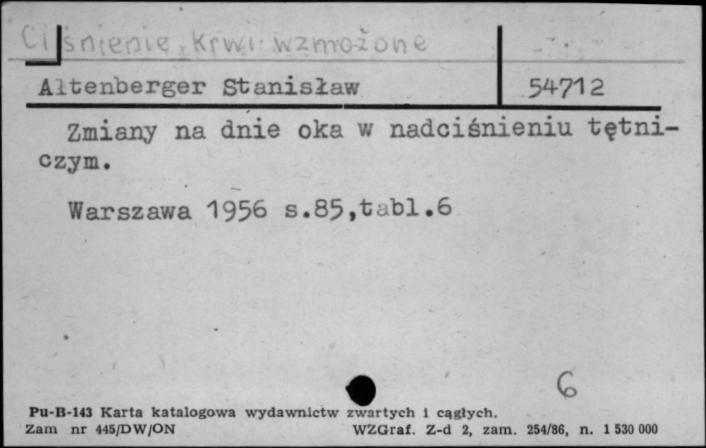 Ciśnienie krwi wzmożone
Altenberger Stanisław 54712
Zmiany na dnie oka w nadciśnieniu tętni-
czym.
Warszawa 1956 s.85,tabl.6
6
Pu-B-143 Karta katalogowa wydawnictw zwartych i cągłych.
Zam nr 445/DW/ON WZGraf. Z-d 2, zam. 254/86, n. 1 530 000